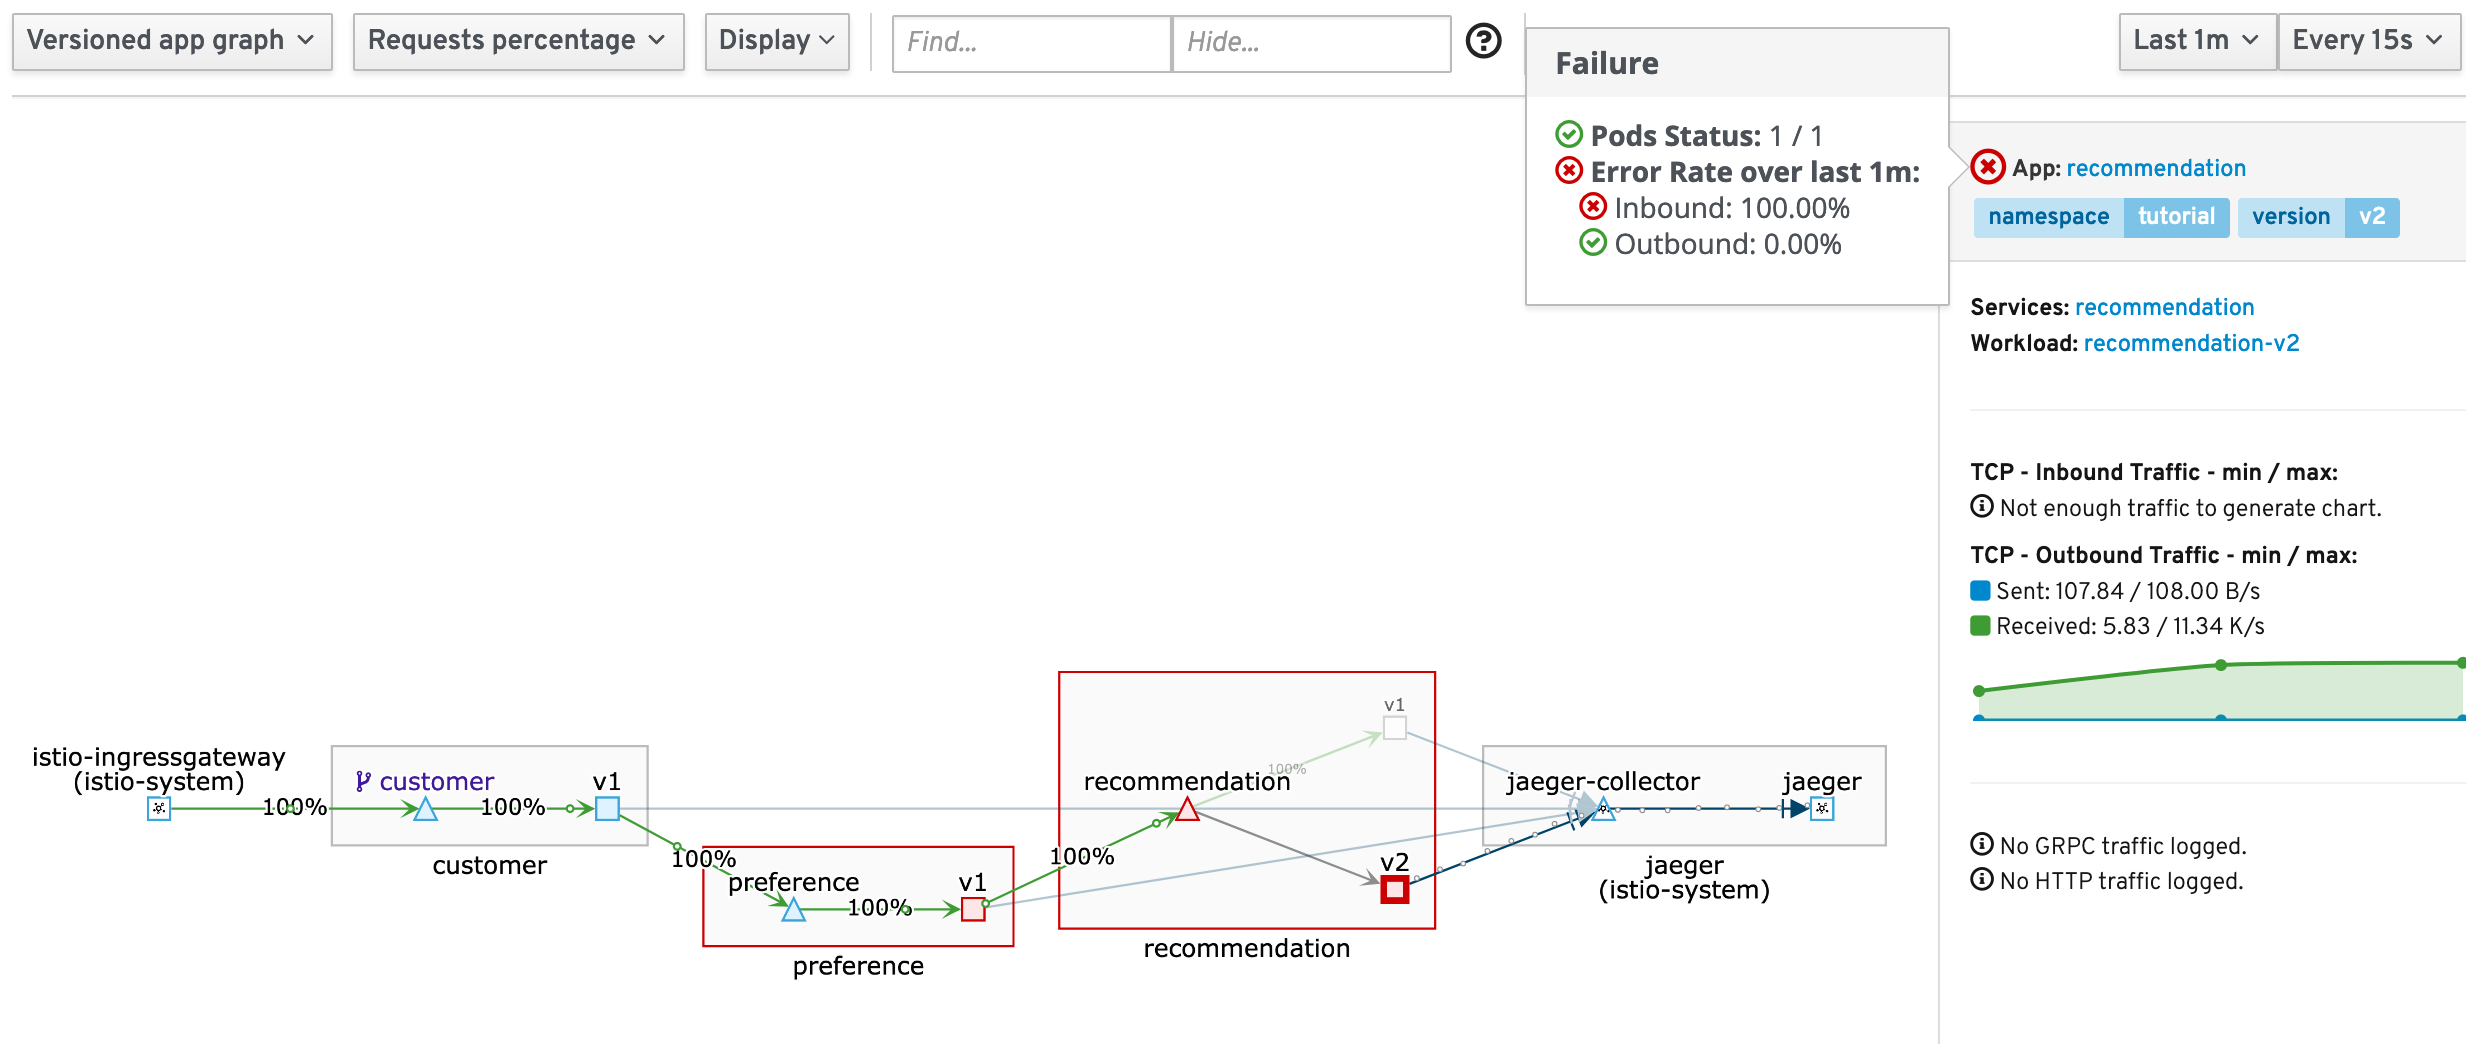 Versioned app graph
Requests percentage
Display
Find...
Hide...
Last 1m
Every 15s
Failure
Pods Status: 1 / 1
Error Rate over last 1m:
Inbound: 100.00%
Outbound: 0.00%
App: recommendation
namespace tutorial version v2
Services: recommendation
Workload: recommendation-v2
TCP - Inbound Traffic - min / max:
Not enough traffic to generate chart.
TCP - Outbound Traffic - min / max:
Sent: 107.84 / 108.00 B/s
Received: 5.83 / 11.34 K/s
No GRPC traffic logged.
No HTTP traffic logged.
istio-ingressgateway
(istio-system)
100%
customer
100%
v1
customer
100%
preference
100%
v1
preference
100%
recommendation
100%
v1
v2
recommendation
jaeger-collector
jaeger
jaeger
(istio-system)